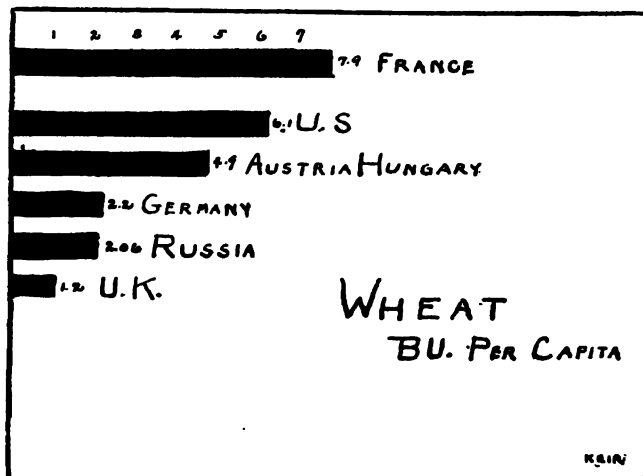 1 2 3 4 5 6 7
7.9 FRANCE
6.1 U.S
4.9 AUSTRIA HUNGARY
2.2 GERMANY
2.06 RUSSIA
1.2 U.K.
WHEAT
BU. PER CAPITA